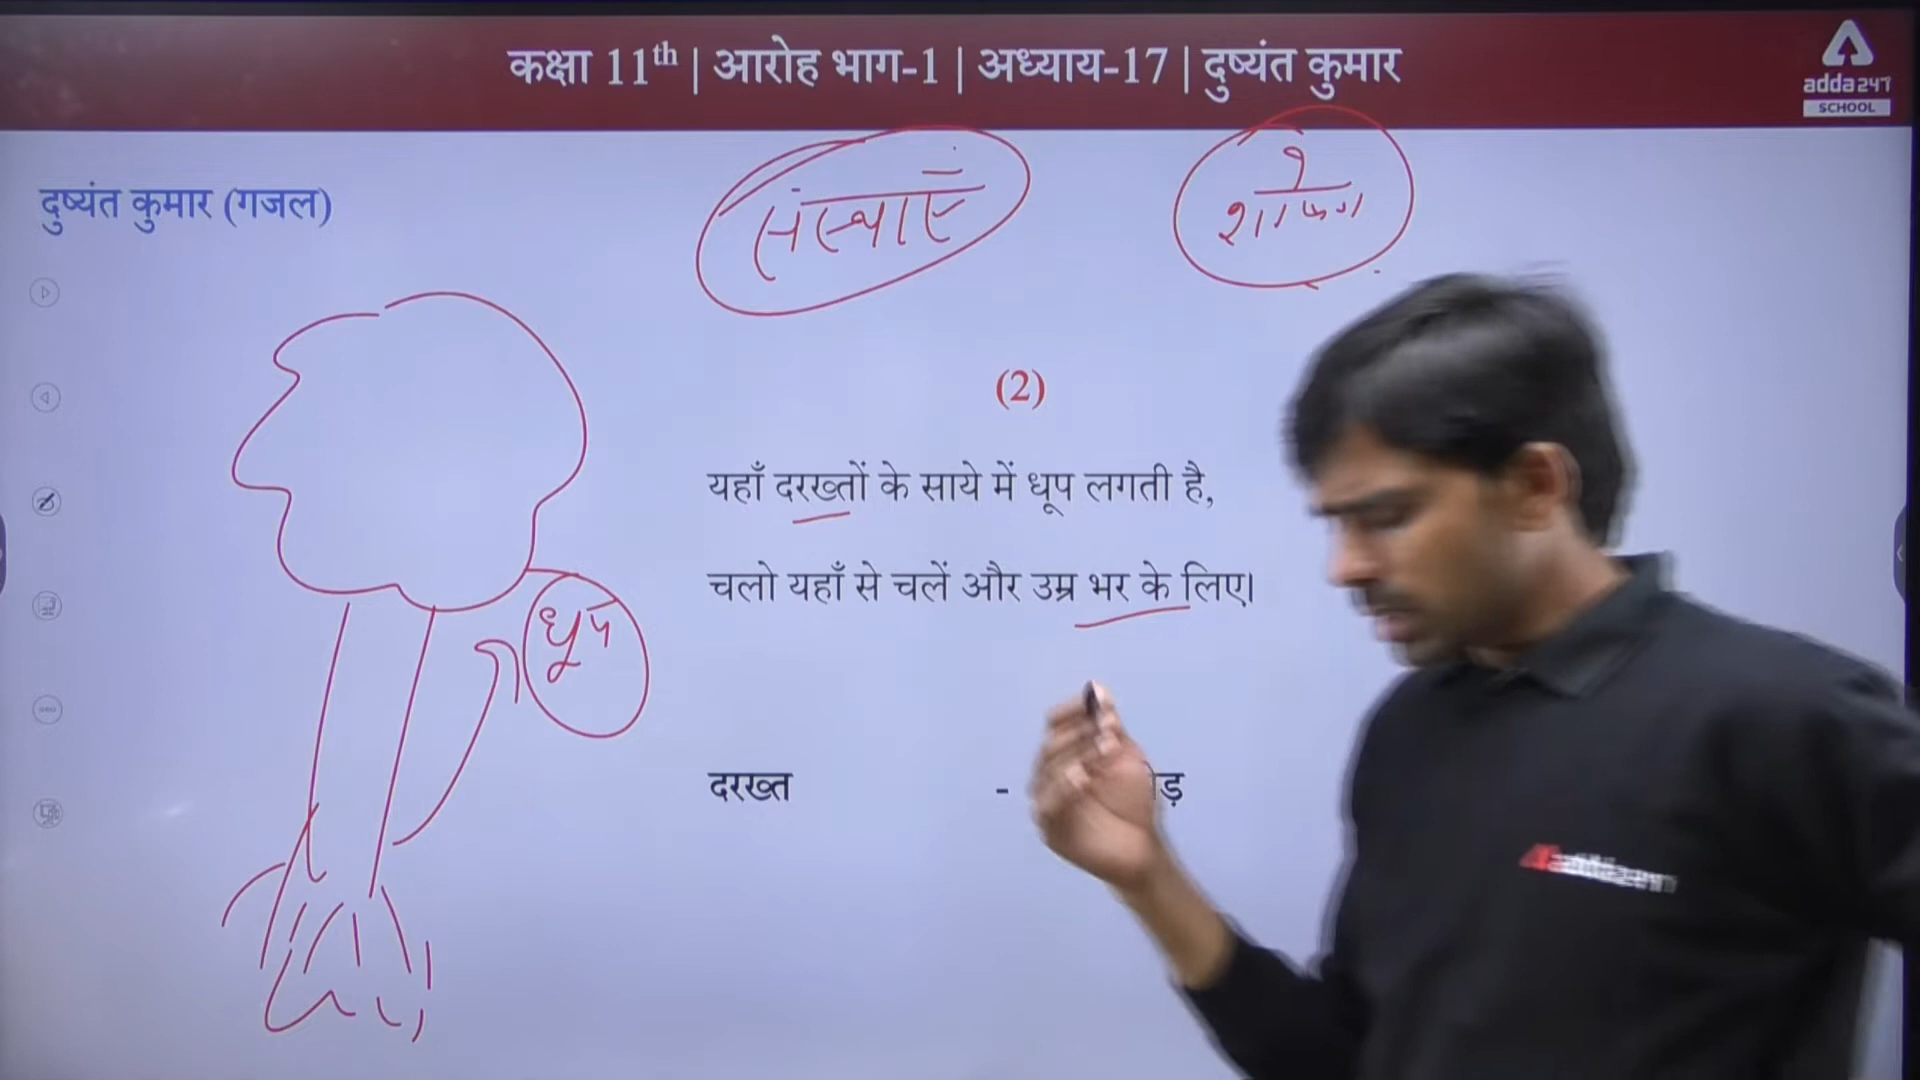 कक्षा 11th | आरोह भाग-1 | अध्याय-17 | दुष्यंत कुमार
adda247
SCHOOL
दुष्यंत कुमार (गजल)
संस्थाएँ
(2)
यहाँ दरख्तों के साये में धूप लगती है,
चलो यहाँ से चलें और उम्र भर के लिए।
धूप
दरख्त -